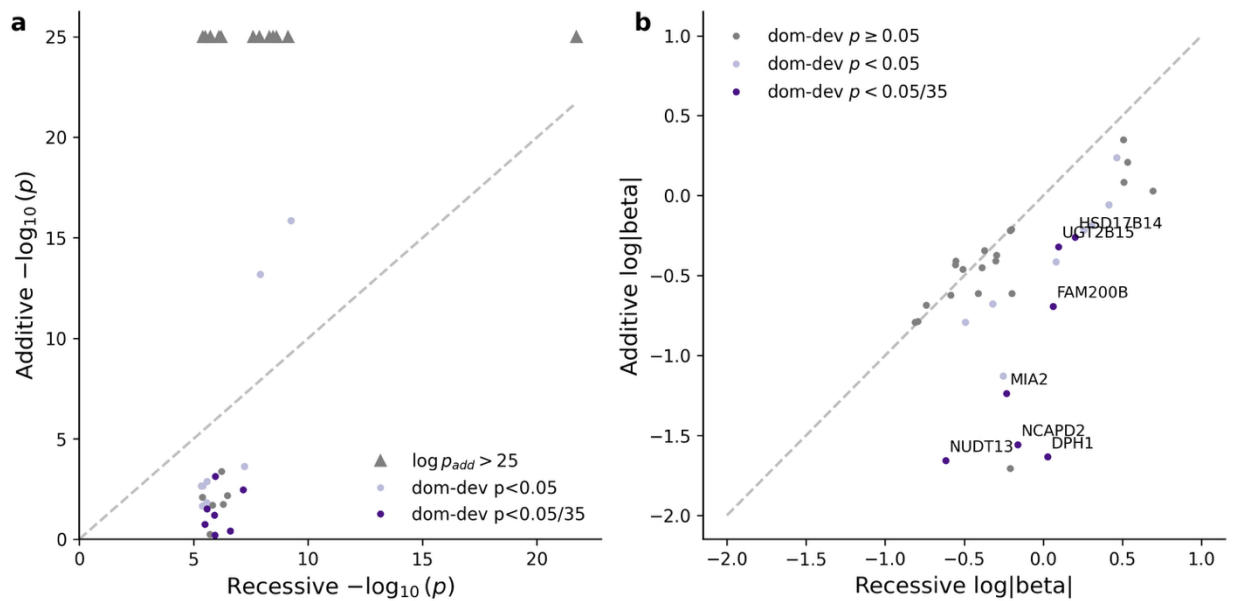 a
25
20
15
10
5
0
Additive −log10 (p)
log padd > 25
dom-dev p<0.05
dom-dev p<0.05/35
0
5
10
15
20
Recessive −log10 (p)
b
1.0
0.5
0.0
−0.5
−1.0
−1.5
−2.0
Additive log|beta|
dom-dev p ≥ 0.05
dom-dev p < 0.05
dom-dev p < 0.05/35
HSD17B14
UGT2B15
FAM200B
MIA2
NCAPD2
DPH1
NUDT13
−2.0
−1.5
−1.0
−0.5
0.0
0.5
1.0
Recessive log|beta|